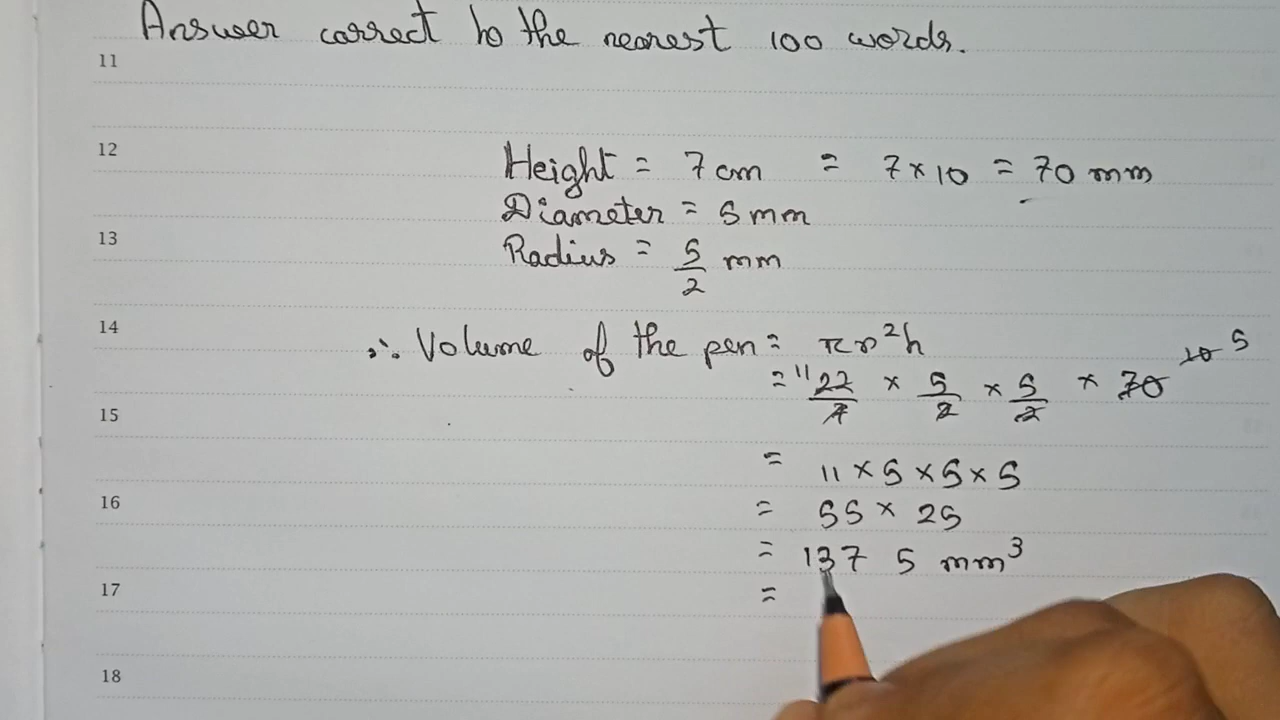 Answer correct to the nearest 100 words.
11
12
Height = 7 cm = 7 × 10 = 70 mm
Diameter = 5 mm
13
Radius = 5/2 mm
14
∴ Volume of the pen = πr²h
= 11 22/7 × 5/2 × 5/2 × 70 10 5
15
= 11 × 5 × 5 × 5
16
= 55 × 25
= 137 5 mm³
17
=
18